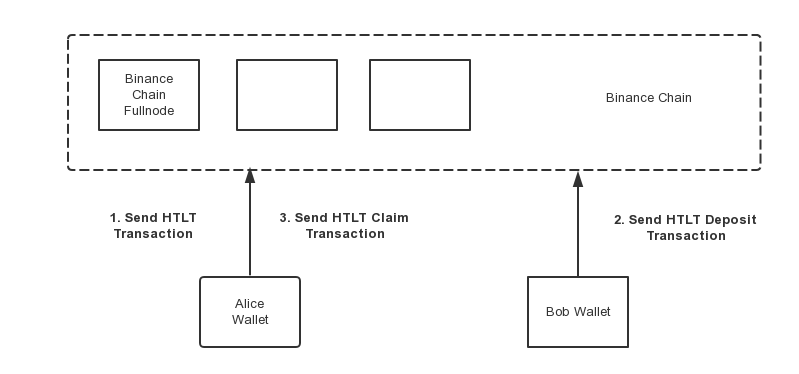 Binance
Chain
Fullnode
Binance Chain
1. Send HTLT
Transaction
3. Send HTLT Claim
Transaction
2. Send HTLT Deposit
Transaction
Alice
Wallet
Bob Wallet